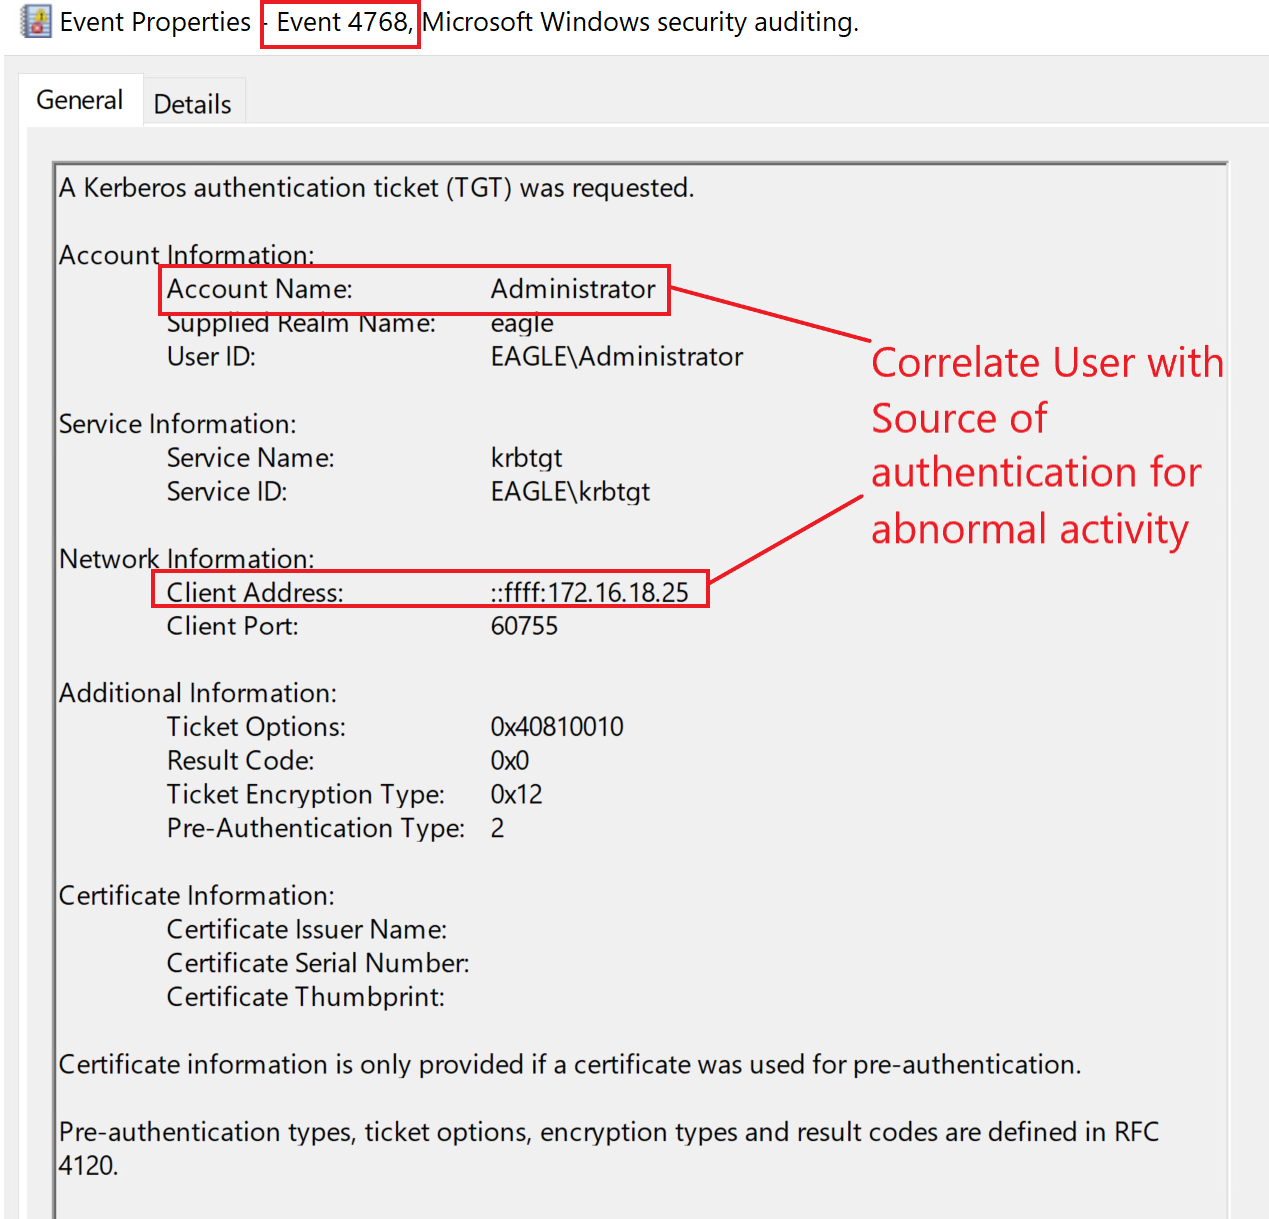 Event Properties - Event 4768, Microsoft Windows security auditing.
General Details
A Kerberos authentication ticket (TGT) was requested.
Account Information:
Account Name: Administrator
Supplied Realm Name: eagle
User ID: EAGLE\Administrator
Correlate User with
Source of
authentication for
abnormal activity
Service Information:
Service Name: krbtgt
Service ID: EAGLE\krbtgt
Network Information:
Client Address: ::ffff:172.16.18.25
Client Port: 60755
Additional Information:
Ticket Options: 0x40810010
Result Code: 0x0
Ticket Encryption Type: 0x12
Pre-Authentication Type: 2
Certificate Information:
Certificate Issuer Name:
Certificate Serial Number:
Certificate Thumbprint:
Certificate information is only provided if a certificate was used for pre-authentication.
Pre-authentication types, ticket options, encryption types and result codes are defined in RFC
4120.